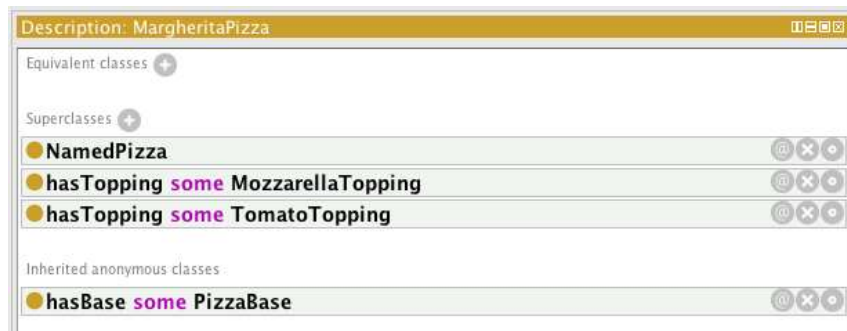 Description: MargheritaPizza
Equivalent classes
Superclasses
NamedPizza
hasTopping some MozzarellaTopping
hasTopping some TomatoTopping
Inherited anonymous classes
hasBase some PizzaBase